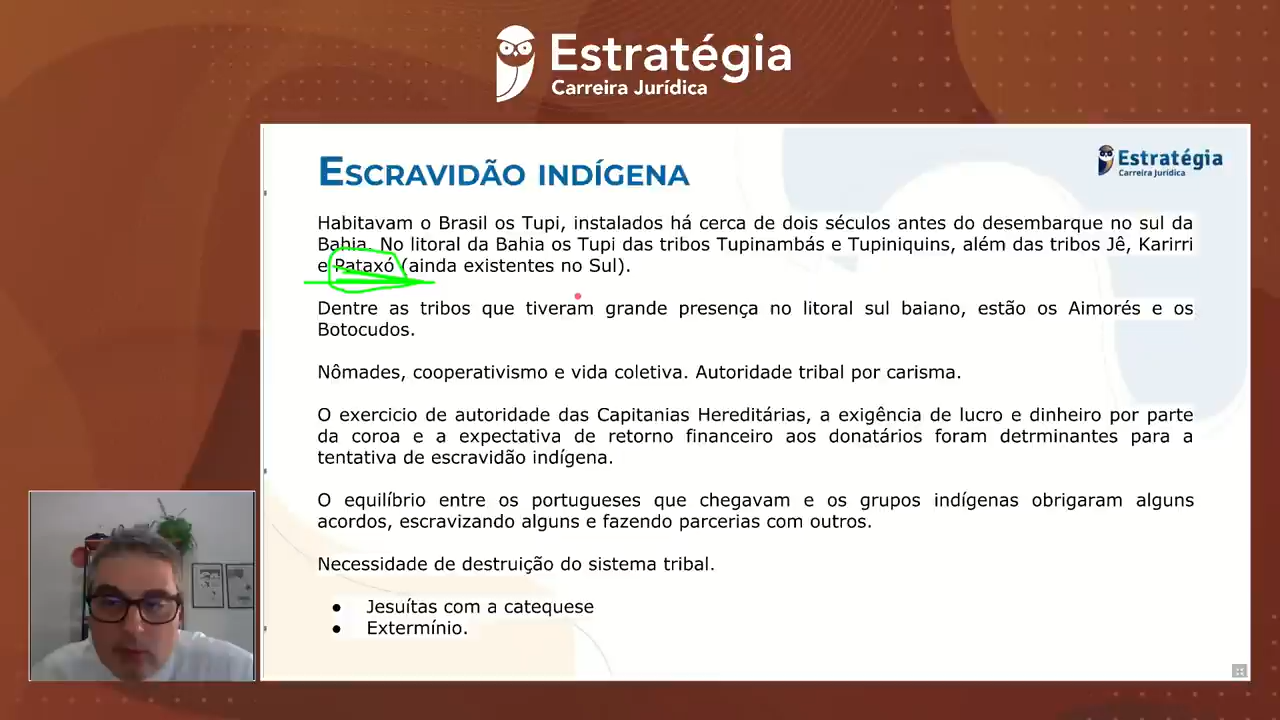 Estratégia
Carreira Jurídica
ESCRAVIDÃO INDÍGENA
Estratégia
Carreira Jurídica
Habitavam o Brasil os Tupi, instalados há cerca de dois séculos antes do desembarque no sul da
Bahia. No litoral da Bahia os Tupi das tribos Tupinambás e Tupiniquins, além das tribos Jê, Karirri
e Pataxó (ainda existentes no Sul).
Dentre as tribos que tiveram grande presença no litoral sul baiano, estão os Aimorés e os
Botocudos.
Nômades, cooperativismo e vida coletiva. Autoridade tribal por carisma.
O exercicio de autoridade das Capitanias Hereditárias, a exigência de lucro e dinheiro por parte
da coroa e a expectativa de retorno financeiro aos donatários foram detrminantes para a
tentativa de escravidão indígena.
O equilíbrio entre os portugueses que chegavam e os grupos indígenas obrigaram alguns
acordos, escravizando alguns e fazendo parcerias com outros.
Necessidade de destruição do sistema tribal.
● Jesuítas com a catequese
● Extermínio.